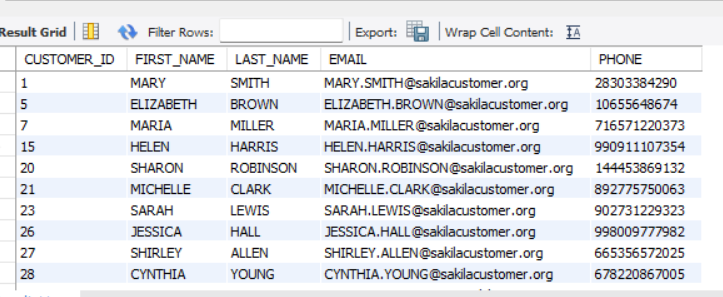 Result Grid Filter Rows: Export: Wrap Cell Content: IA
CUSTOMER_ID FIRST_NAME LAST_NAME EMAIL PHONE
1 MARY SMITH MARY.SMITH@sakilacustomer.org 28303384290
5 ELIZABETH BROWN ELIZABETH.BROWN@sakilacustomer.org 10655648674
7 MARIA MILLER MARIA.MILLER@sakilacustomer.org 716571220373
15 HELEN HARRIS HELEN.HARRIS@sakilacustomer.org 990911107354
20 SHARON ROBINSON SHARON.ROBINSON@sakilacustomer.org 144453869132
21 MICHELLE CLARK MICHELLE.CLARK@sakilacustomer.org 892775750063
23 SARAH LEWIS SARAH.LEWIS@sakilacustomer.org 902731229323
26 JESSICA HALL JESSICA.HALL@sakilacustomer.org 998009777982
27 SHIRLEY ALLEN SHIRLEY.ALLEN@sakilacustomer.org 665356572025
28 CYNTHIA YOUNG CYNTHIA.YOUNG@sakilacustomer.org 678220867005